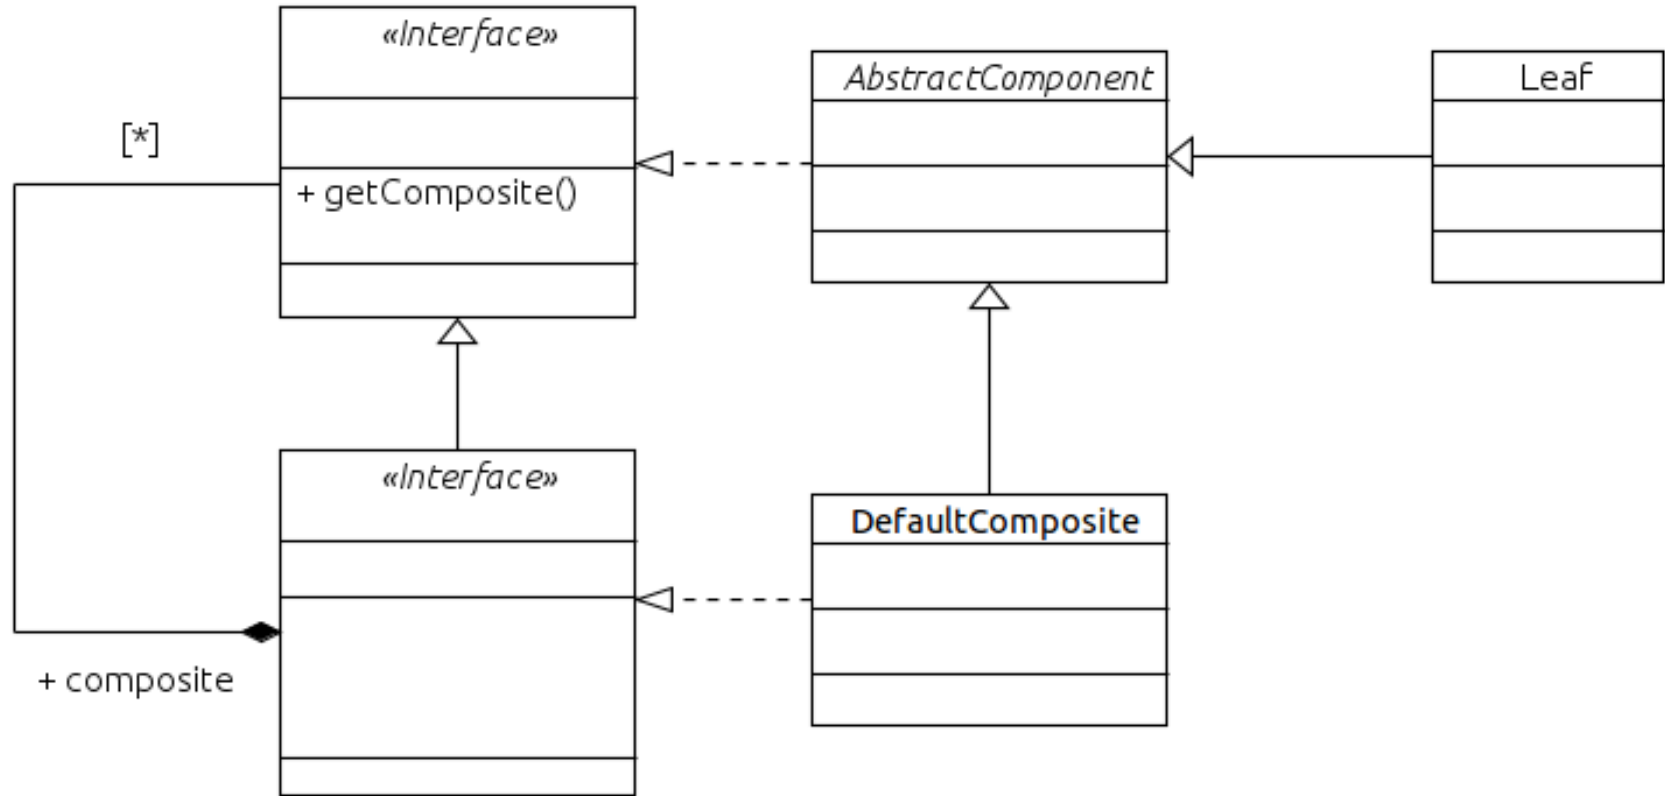 «Interface»
AbstractComponent
Leaf
[*]
+ getComposite()
«Interface»
DefaultComposite
+ composite